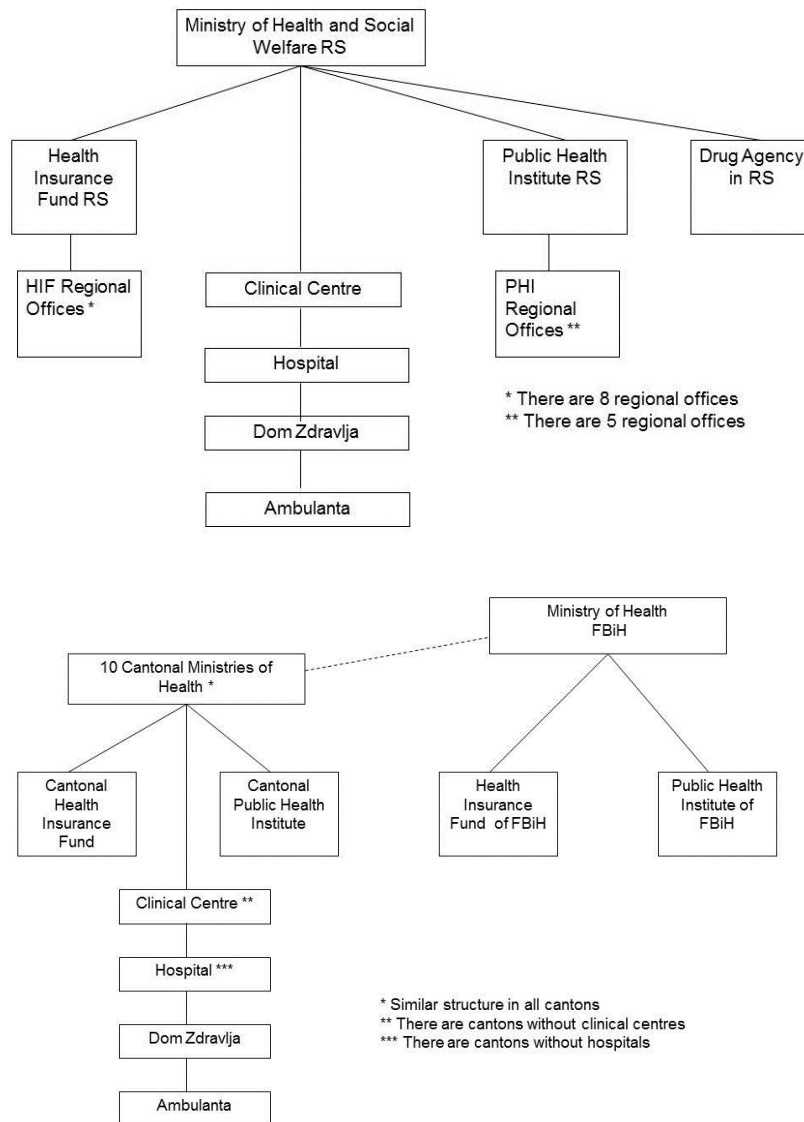 Ministry of Health and Social
Welfare RS
Health
Insurance
Fund RS
Public Health
Institute RS
Drug Agency
in RS
HIF Regional
Offices *
Clinical Centre
PHI
Regional
Offices **
Hospital
* There are 8 regional offices
** There are 5 regional offices
Dom Zdravlja
Ambulanta
Ministry of Health
FBiH
10 Cantonal Ministries of
Health *
Cantonal
Health
Insurance
Fund
Cantonal
Public Health
Institute
Health
Insurance
Fund of FBiH
Public Health
Institute of
FBiH
Clinical Centre **
Hospital ***
Dom Zdravlja
Ambulanta
* Similar structure in all cantons
** There are cantons without clinical centres
*** There are cantons without hospitals